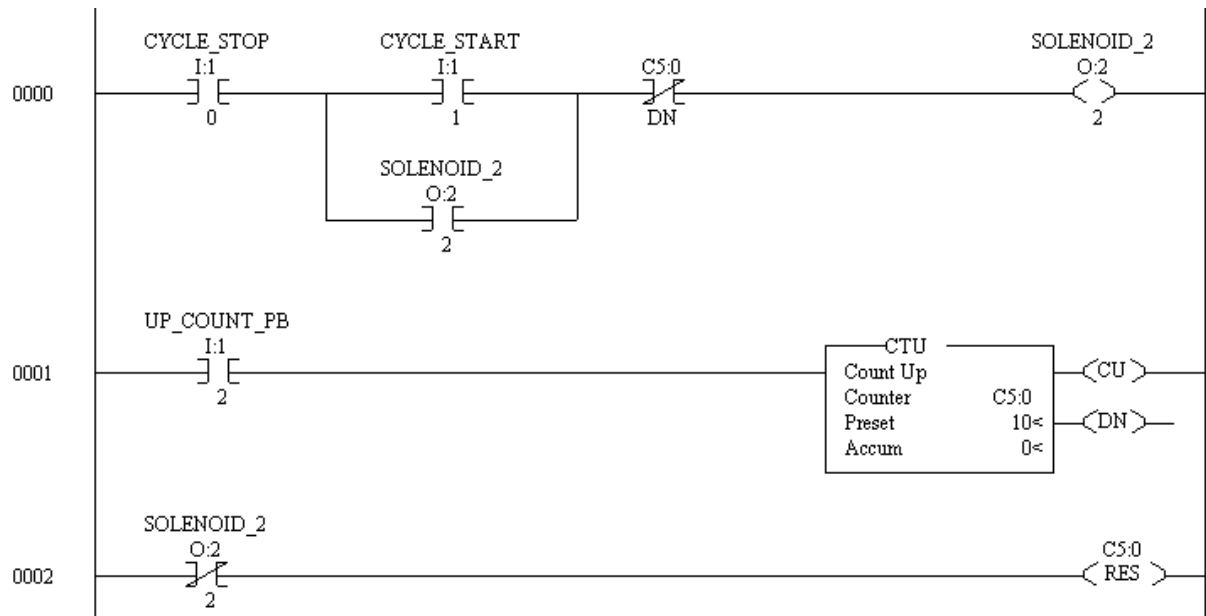 CYCLE_STOP
I:1
0
CYCLE_START
I:1
1
C5:0
DN
SOLENOID_2
O:2
2
0000
SOLENOID_2
O:2
2
UP_COUNT_PB
I:1
2
0001
CTU
Count Up
Counter C5:0
Preset 10<
Accum 0<
CU
DN
SOLENOID_2
O:2
2
0002
C5:0
RES